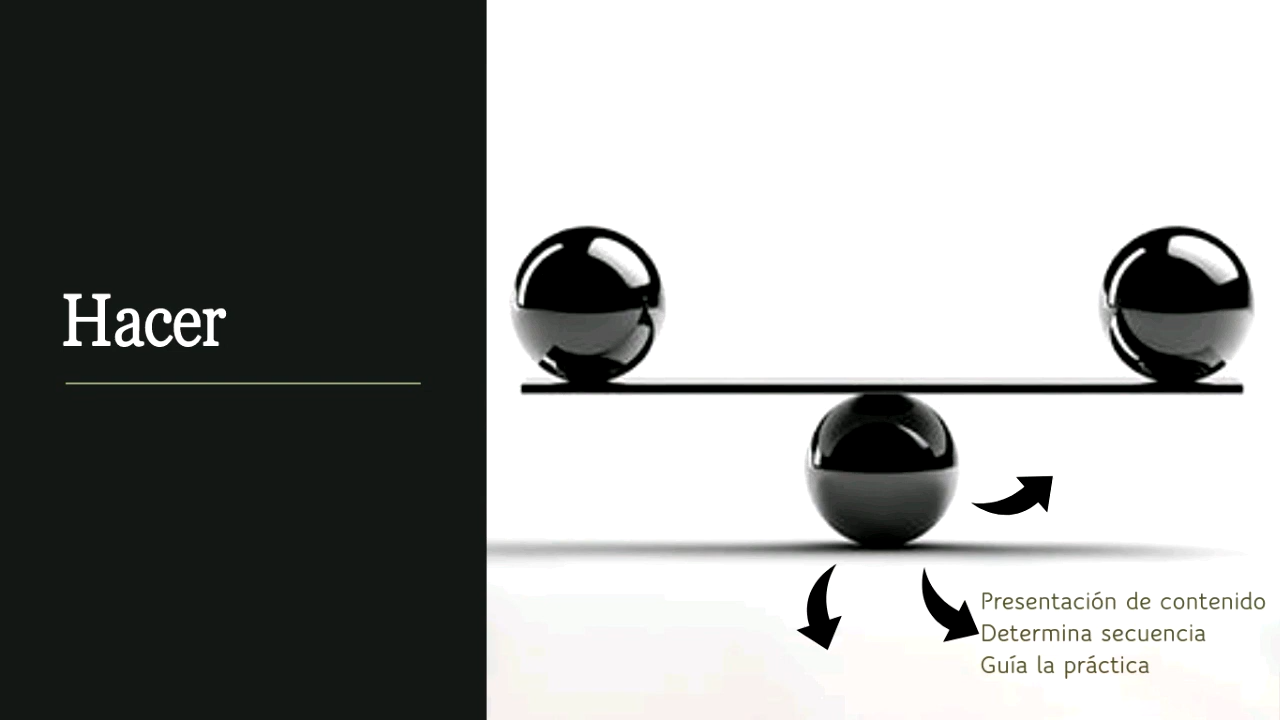 Hacer
Presentación de contenido
Determina secuencia
Guía la práctica